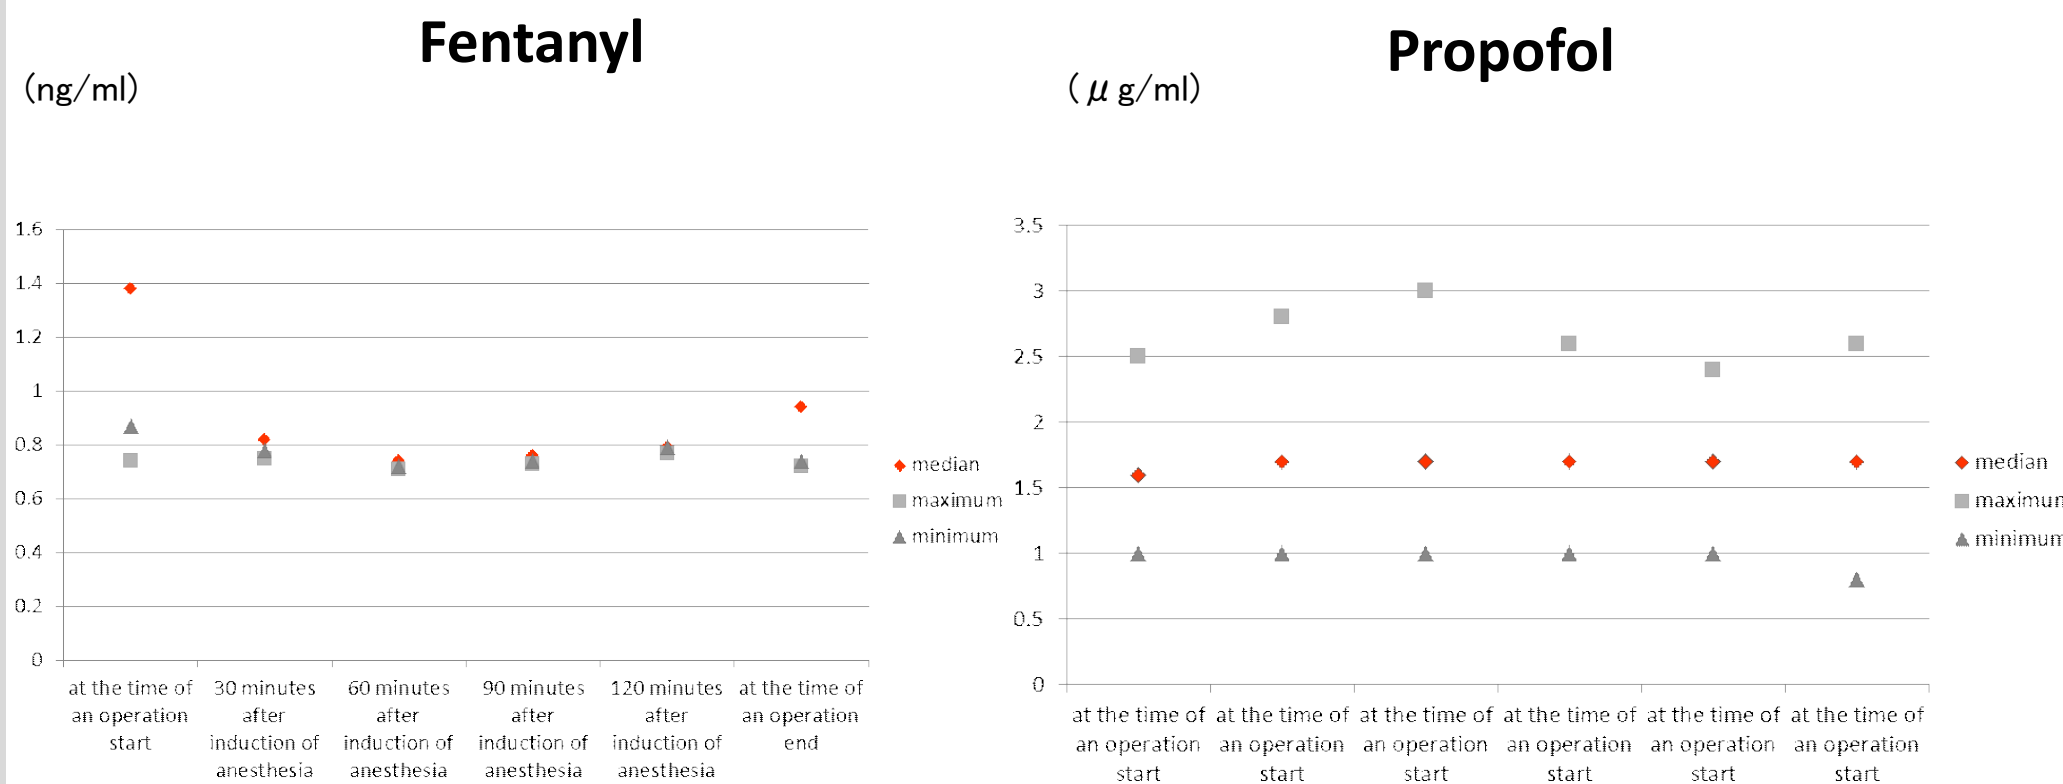 Fentanyl
(ng/ml)
1.6
1.4
1.2
1
0.8
0.6
0.4
0.2
0
at the time of
an operation
start
30 minutes
after
induction of
anesthesia
60 minutes
after
induction of
anesthesia
90 minutes
after
induction of
anesthesia
120 minutes
after
induction of
anesthesia
at the time of
an operation
end
median
maximum
minimum
Propofol
(μg/ml)
3.5
3
2.5
2
1.5
1
0.5
0
at the time of
an operation
start
at the time of
an operation
start
at the time of
an operation
start
at the time of
an operation
start
at the time of
an operation
start
at the time of
an operation
start
median
maximum
minimum